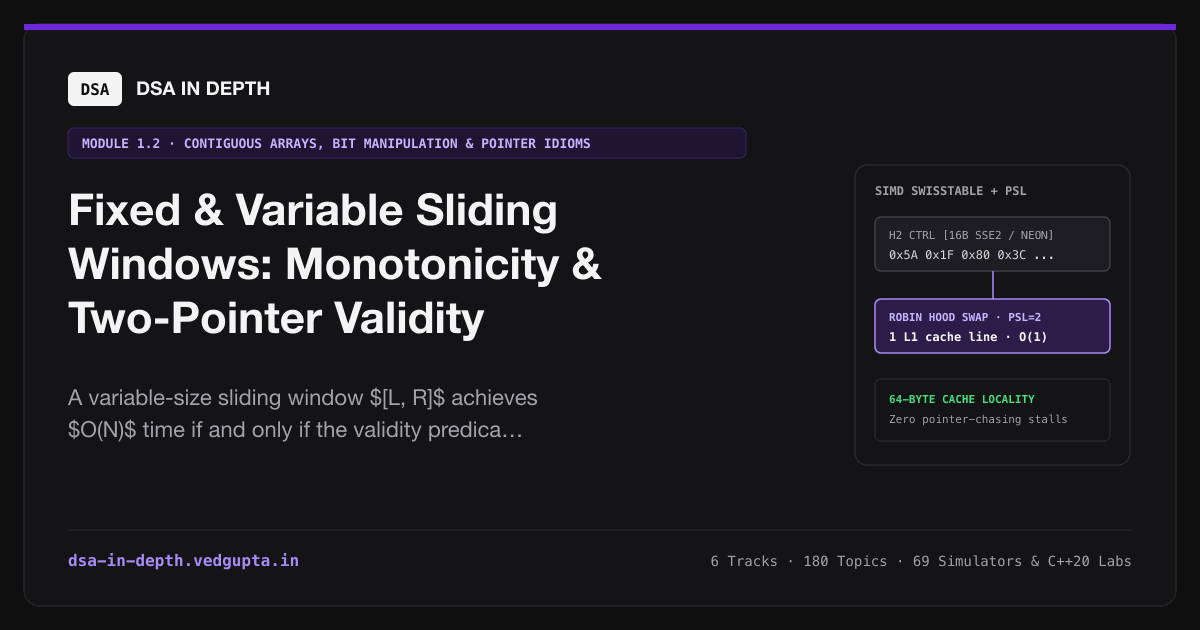 DSA DSA IN DEPTH
MODULE 1.2 · CONTIGUOUS ARRAYS, BIT MANIPULATION & POINTER IDIOMS
Fixed & Variable Sliding
Windows: Monotonicity &
Two-Pointer Validity
A variable-size sliding window $[L, R]$ achieves
$O(N)$ time if and only if the validity predica…
SIMD SWISSTABLE + PSL
H2 CTRL [16B SSE2 / NEON]
0x5A 0x1F 0x80 0x3C ...
ROBIN HOOD SWAP · PSL=2
1 L1 cache line · O(1)
64-BYTE CACHE LOCALITY
Zero pointer-chasing stalls
dsa-in-depth.vedgupta.in
6 Tracks · 180 Topics · 69 Simulators & C++20 Labs